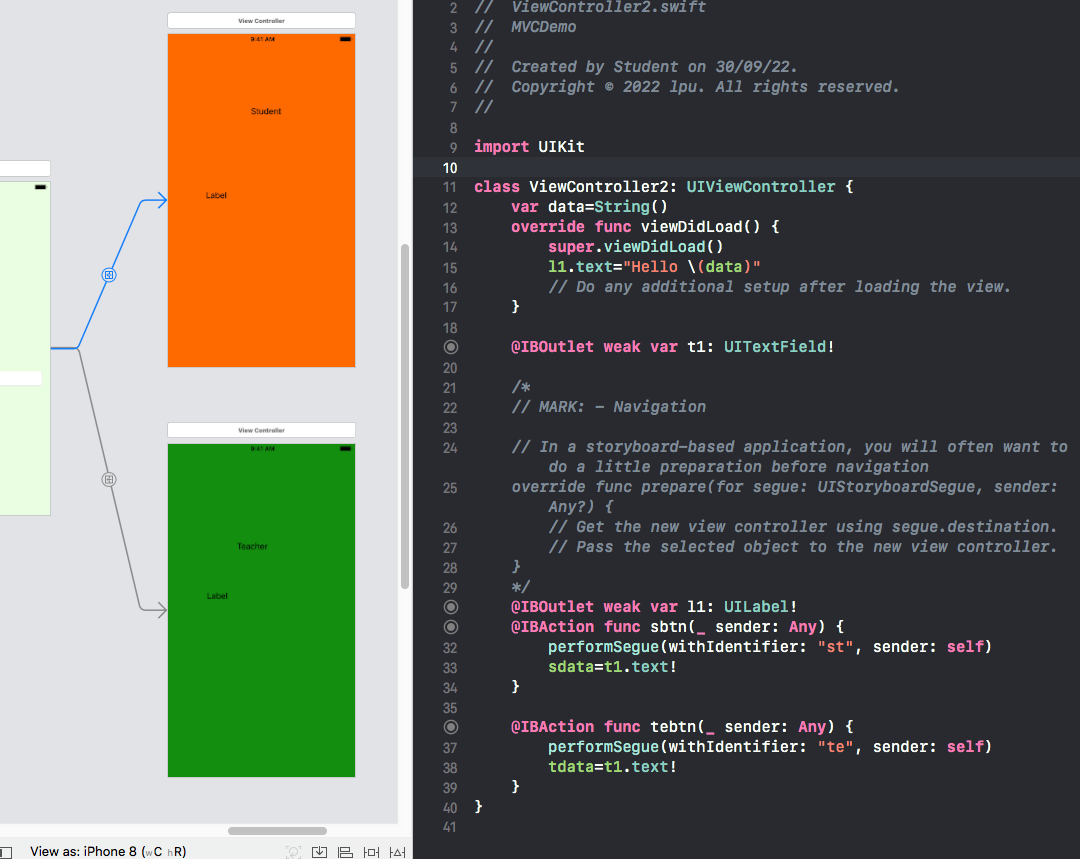 View Controller
9:41 AM
Student
Label
View Controller
9:41 AM
Teacher
Label
View as: iPhone 8 (wC hR)
2 // ViewController2.swift
3 // MVCDemo
4 //
5 // Created by Student on 30/09/22.
6 // Copyright © 2022 lpu. All rights reserved.
7 //
8
9 import UIKit
10
11 class ViewController2: UIViewController {
12 var data=String()
13 override func viewDidLoad() {
14 super.viewDidLoad()
15 l1.text="Hello \(data)"
16 // Do any additional setup after loading the view.
17 }
18
@IBOutlet weak var t1: UITextField!
20
21 /*
22 // MARK: - Navigation
23
24 // In a storyboard-based application, you will often want to
do a little preparation before navigation
25 override func prepare(for segue: UIStoryboardSegue, sender:
Any?) {
26 // Get the new view controller using segue.destination.
27 // Pass the selected object to the new view controller.
28 }
29 */
@IBOutlet weak var l1: UILabel!
@IBAction func sbtn(_ sender: Any) {
32 performSegue(withIdentifier: "st", sender: self)
33 sdata=t1.text!
34 }
35
@IBAction func tebtn(_ sender: Any) {
37 performSegue(withIdentifier: "te", sender: self)
38 tdata=t1.text!
39 }
40 }
41